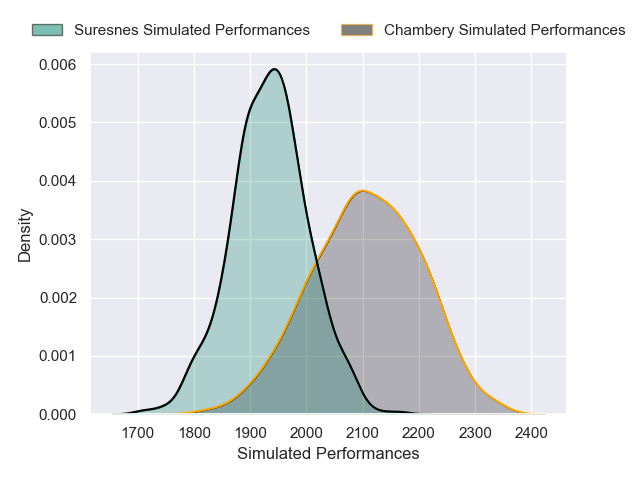 Suresnes Simulated Performances Chambery Simulated Performances
0.006
0.005
0.004
0.003
0.002
0.001
0.000
Density
1700 1800 1900 2000 2100 2200 2300 2400
Simulated Performances